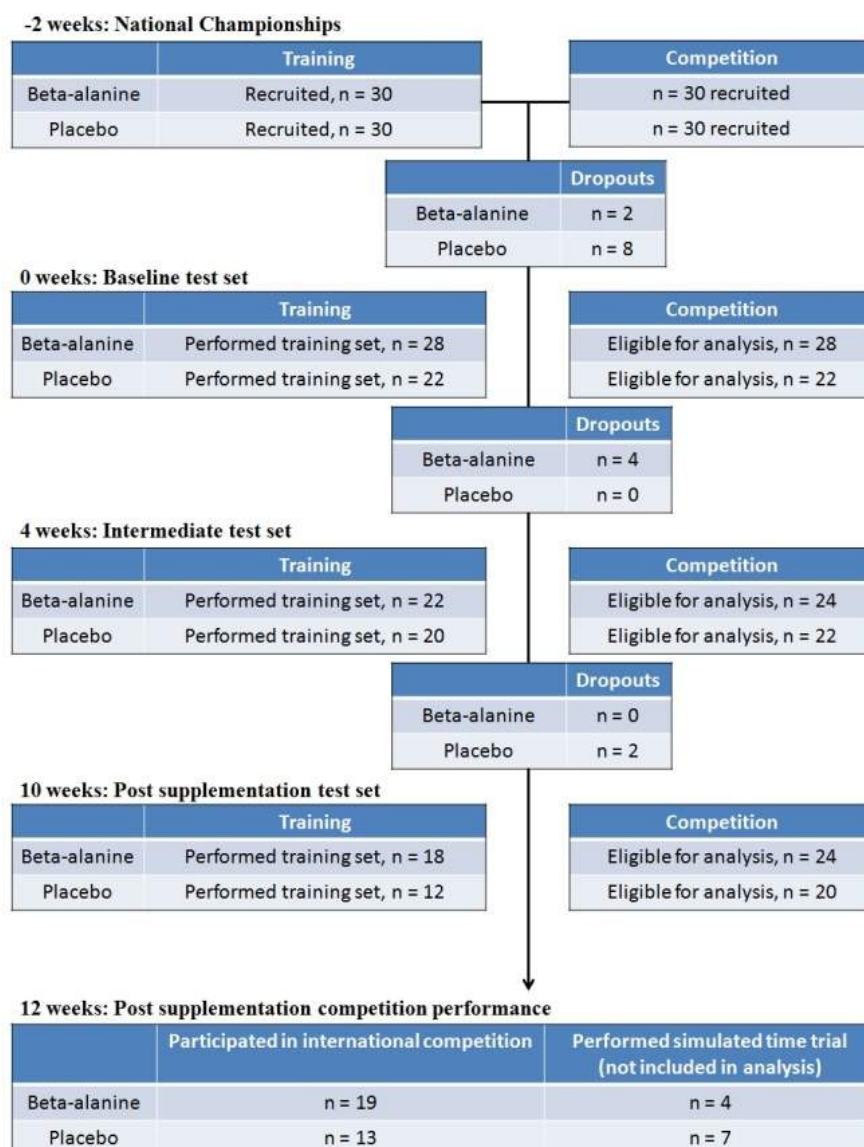 -2 weeks: National Championships
Training
Beta-alanine Recruited, n = 30
Placebo Recruited, n = 30
Competition
n = 30 recruited
n = 30 recruited
Dropouts
Beta-alanine n = 2
Placebo n = 8
0 weeks: Baseline test set
Training
Beta-alanine Performed training set, n = 28
Placebo Performed training set, n = 22
Competition
Eligible for analysis, n = 28
Eligible for analysis, n = 22
Dropouts
Beta-alanine n = 4
Placebo n = 0
4 weeks: Intermediate test set
Training
Beta-alanine Performed training set, n = 22
Placebo Performed training set, n = 20
Competition
Eligible for analysis, n = 24
Eligible for analysis, n = 22
Dropouts
Beta-alanine n = 0
Placebo n = 2
10 weeks: Post supplementation test set
Training
Beta-alanine Performed training set, n = 18
Placebo Performed training set, n = 12
Competition
Eligible for analysis, n = 24
Eligible for analysis, n = 20
12 weeks: Post supplementation competition performance
Participated in international competition Performed simulated time trial
(not included in analysis)
Beta-alanine n = 19 n = 4
Placebo n = 13 n = 7